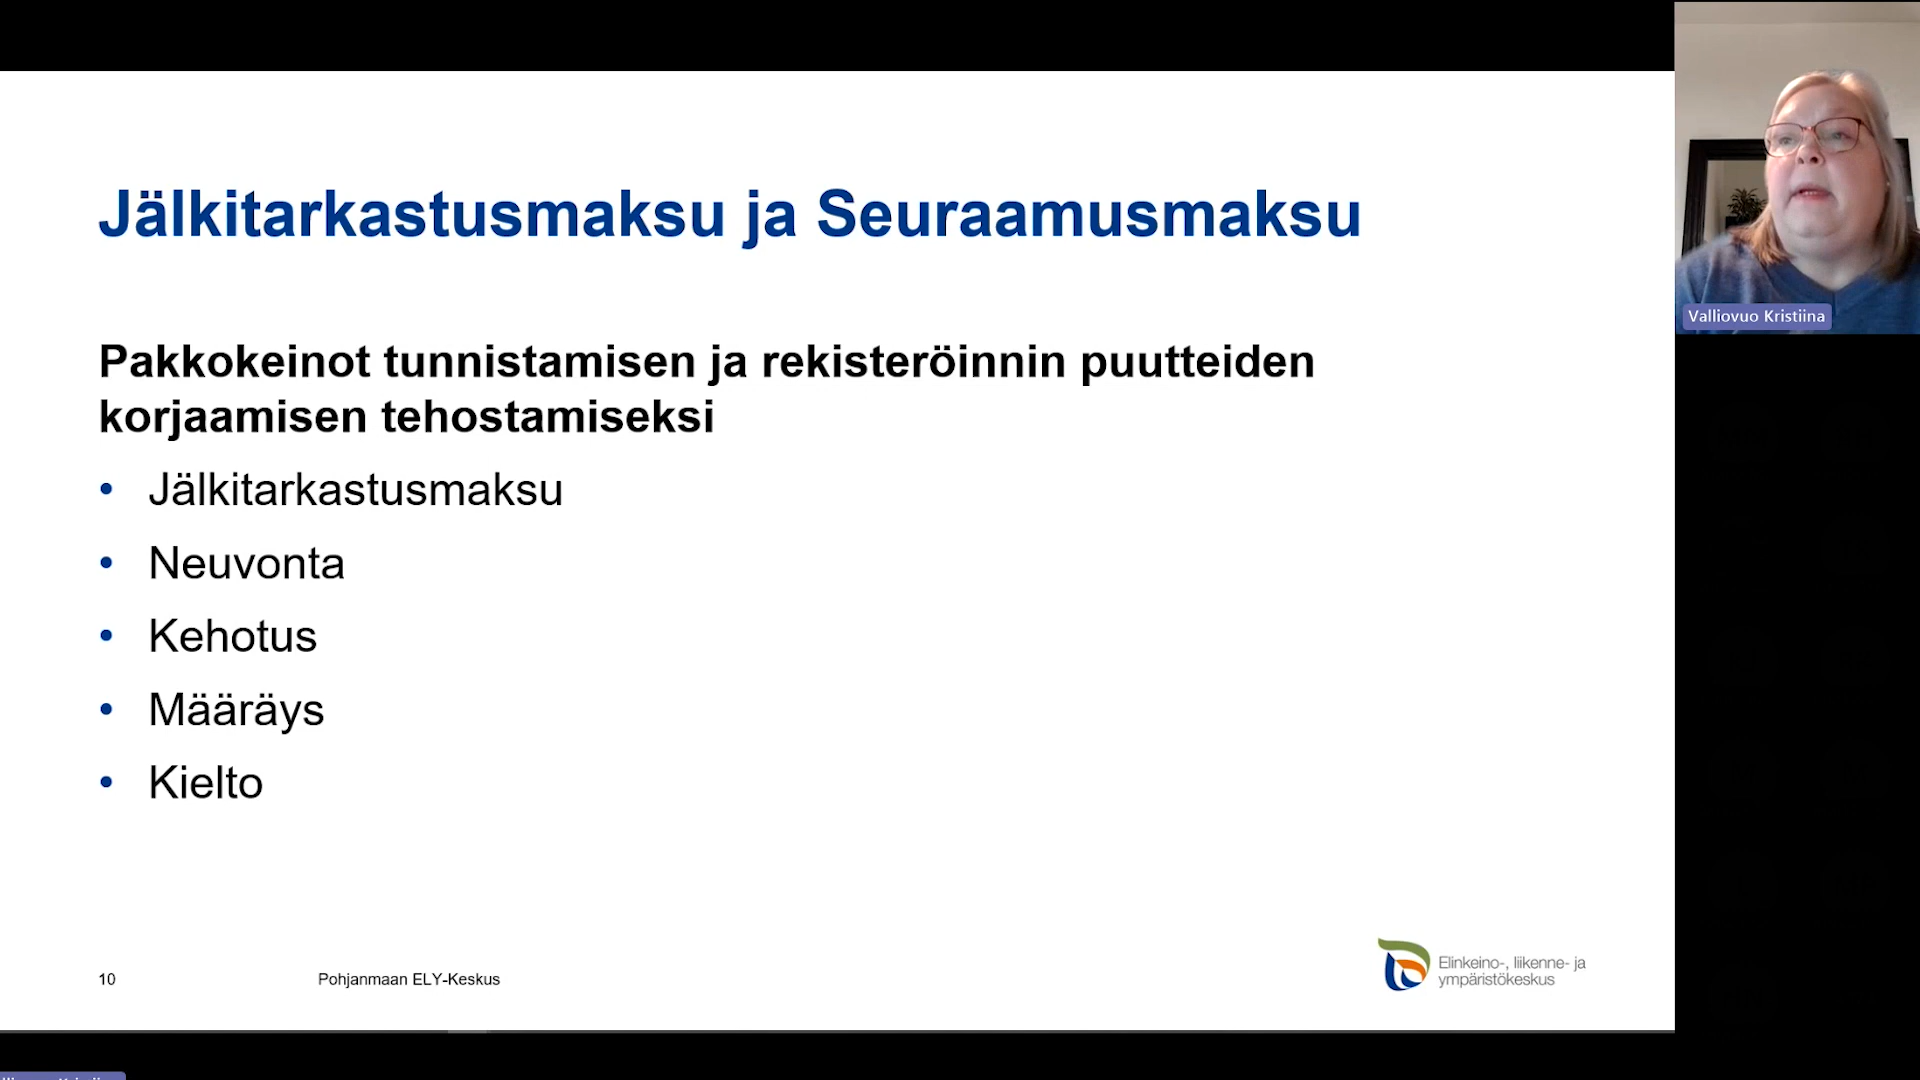 Jälkitarkastusmaksu ja Seuraamusmaksu
Pakkokeinot tunnistamisen ja rekisteröinnin puutteiden
korjaamisen tehostamiseksi
• Jälkitarkastusmaksu
• Neuvonta
• Kehotus
• Määräys
• Kielto
10
Pohjanmaan ELY-Keskus
Elinkeino-, liikenne- ja
ympäristökeskus
Valliovuo Kristiina